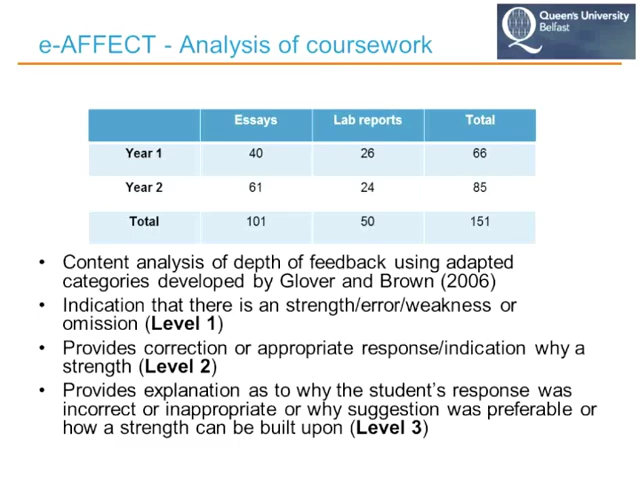 e-AFFECT - Analysis of coursework
Queen's University
Belfast
Essays Lab reports Total
Year 1 40 26 66
Year 2 61 24 85
Total 101 50 151
• Content analysis of depth of feedback using adapted
categories developed by Glover and Brown (2006)
• Indication that there is an strength/error/weakness or
omission (Level 1)
• Provides correction or appropriate response/indication why a
strength (Level 2)
• Provides explanation as to why the student's response was
incorrect or inappropriate or why suggestion was preferable or
how a strength can be built upon (Level 3)